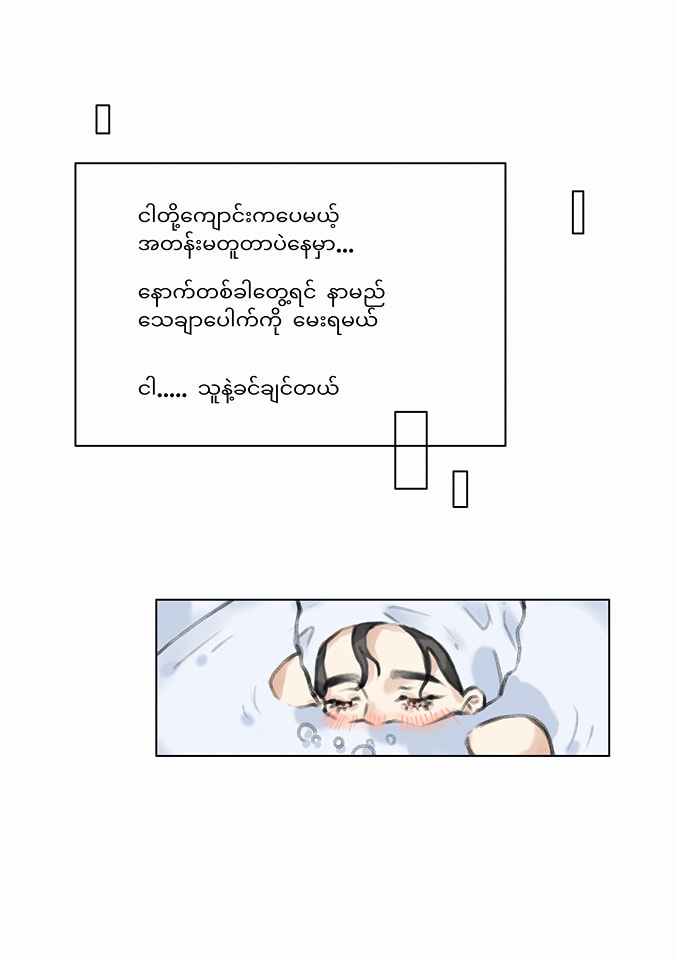 ငါတို့ကျောင်းကပေမယ့်
အတန်းမတူတာပဲနေမှာ...
နောက်တစ်ခါတွေ့ရင် နာမည်
သေချာပေါက်ကို မေးရမယ်
ငါ..... သူနဲ့ခင်ချင်တယ်